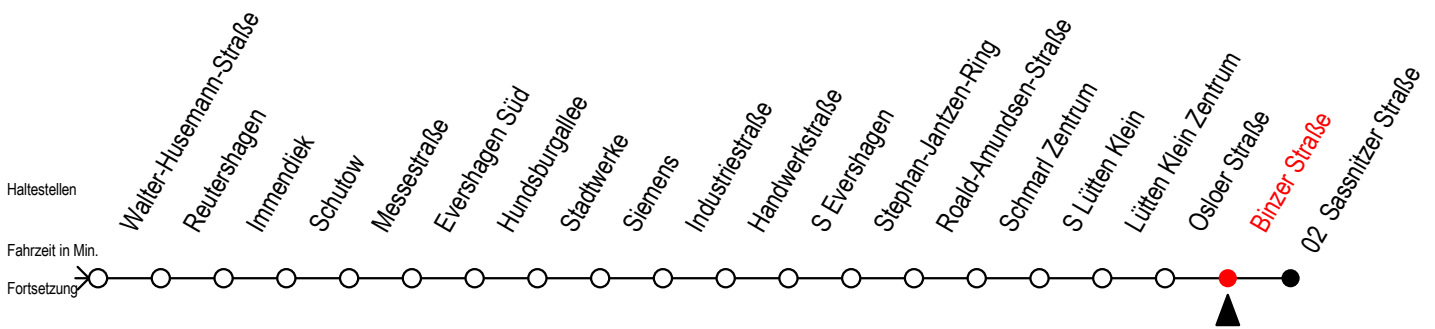 Haltestellen
Walter-Husemann-Straße
Reutershagen
Immendiek
Schutow
Messestraße
Evershagen Süd
Hundsburgallee
Stadtwerke
Siemens
Industriestraße
Handwerkstraße
S Evershagen
Stephan-Jantzen-Ring
Roald-Amundsen-Straße
Schmarl Zentrum
S Lütten Klein
Lütten Klein Zentrum
Osloer Straße
Binzer Straße
02 Sassnitzer Straße
Fahrzeit in Min.
Fortsetzung